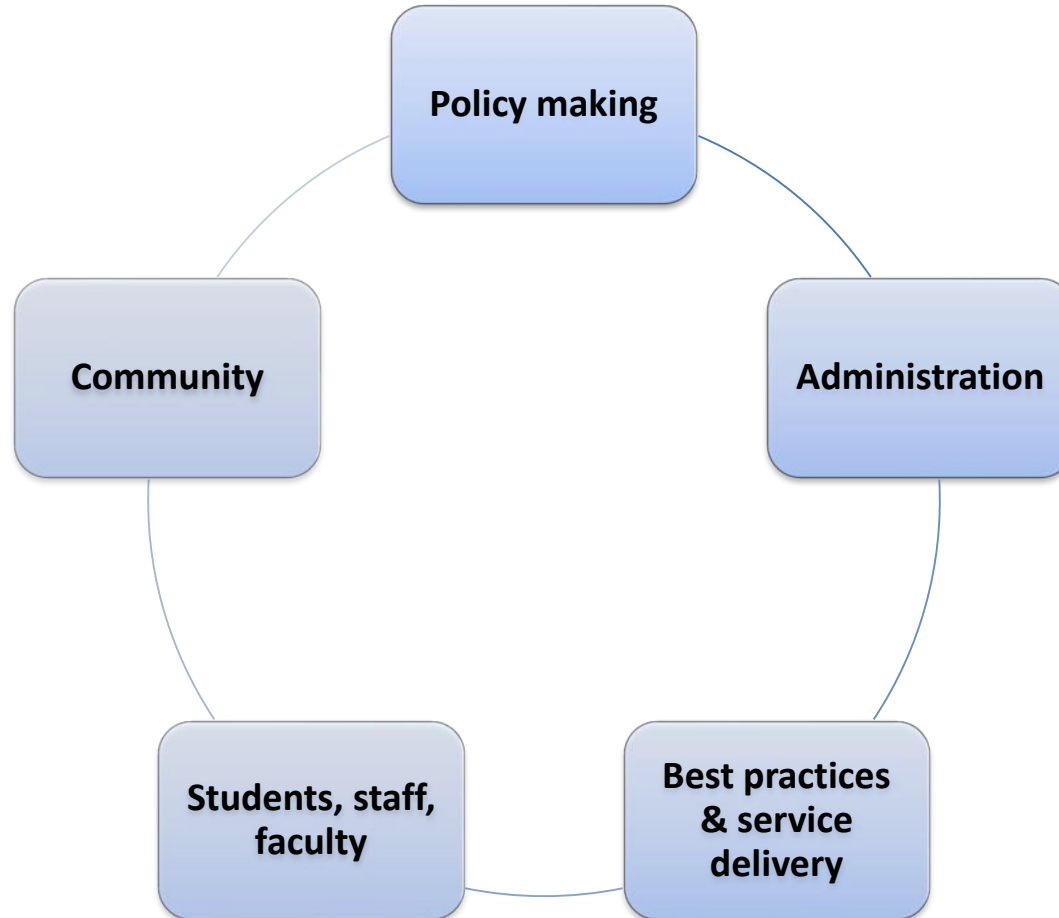 Policy making
Community
Administration
Students, staff,
faculty
Best practices
& service
delivery